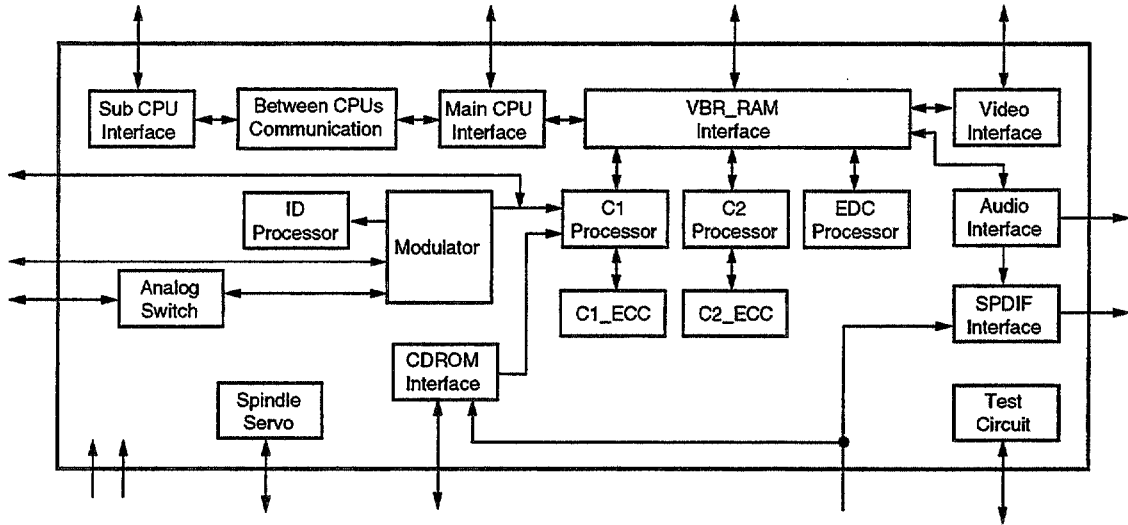 Sub CPU
Interface
Between CPUs
Communication
Main CPU
Interface
VBR_RAM
Interface
Video
Interface
ID
Processor
Modulator
C1
Processor
C2
Processor
EDC
Processor
Audio
Interface
Analog
Switch
C1_ECC
C2_ECC
SPDIF
Interface
CDROM
Interface
Spindle
Servo
Test
Circuit